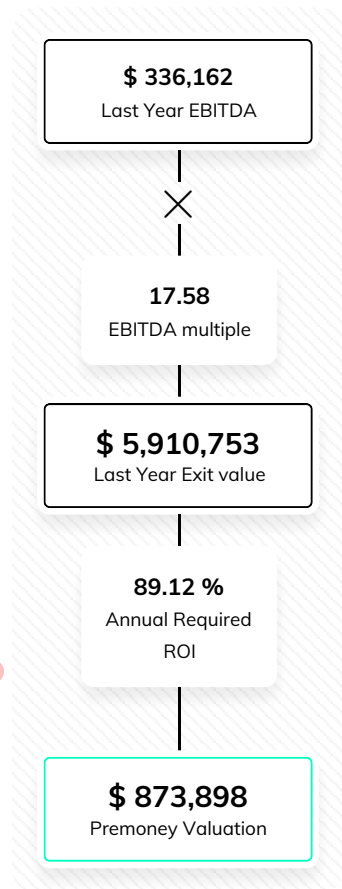 $ 336,162
Last Year EBITDA
17.58
EBITDA multiple
$ 5,910,753
Last Year Exit value
89.12 %
Annual Required
ROI
$ 873,898
Premoney Valuation